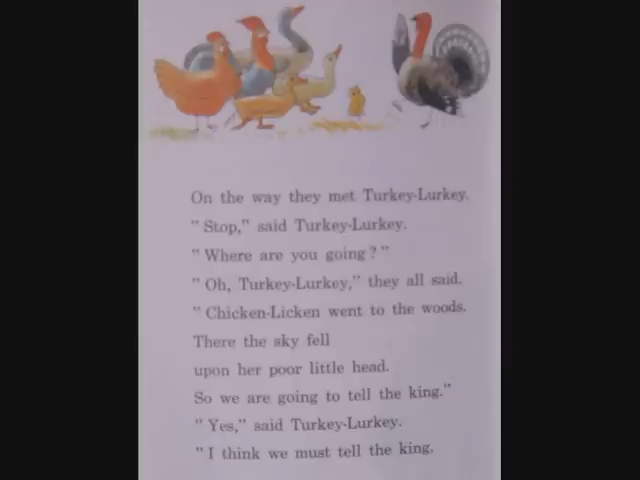 On the way they met Turkey-Lurkey.
"Stop," said Turkey-Lurkey.
"Where are you going?"
"Oh, Turkey-Lurkey," they all said.
"Chicken-Licken went to the woods.
There the sky fell
upon her poor little head.
So we are going to tell the king."
"Yes," said Turkey-Lurkey.
"I think we must tell the king.